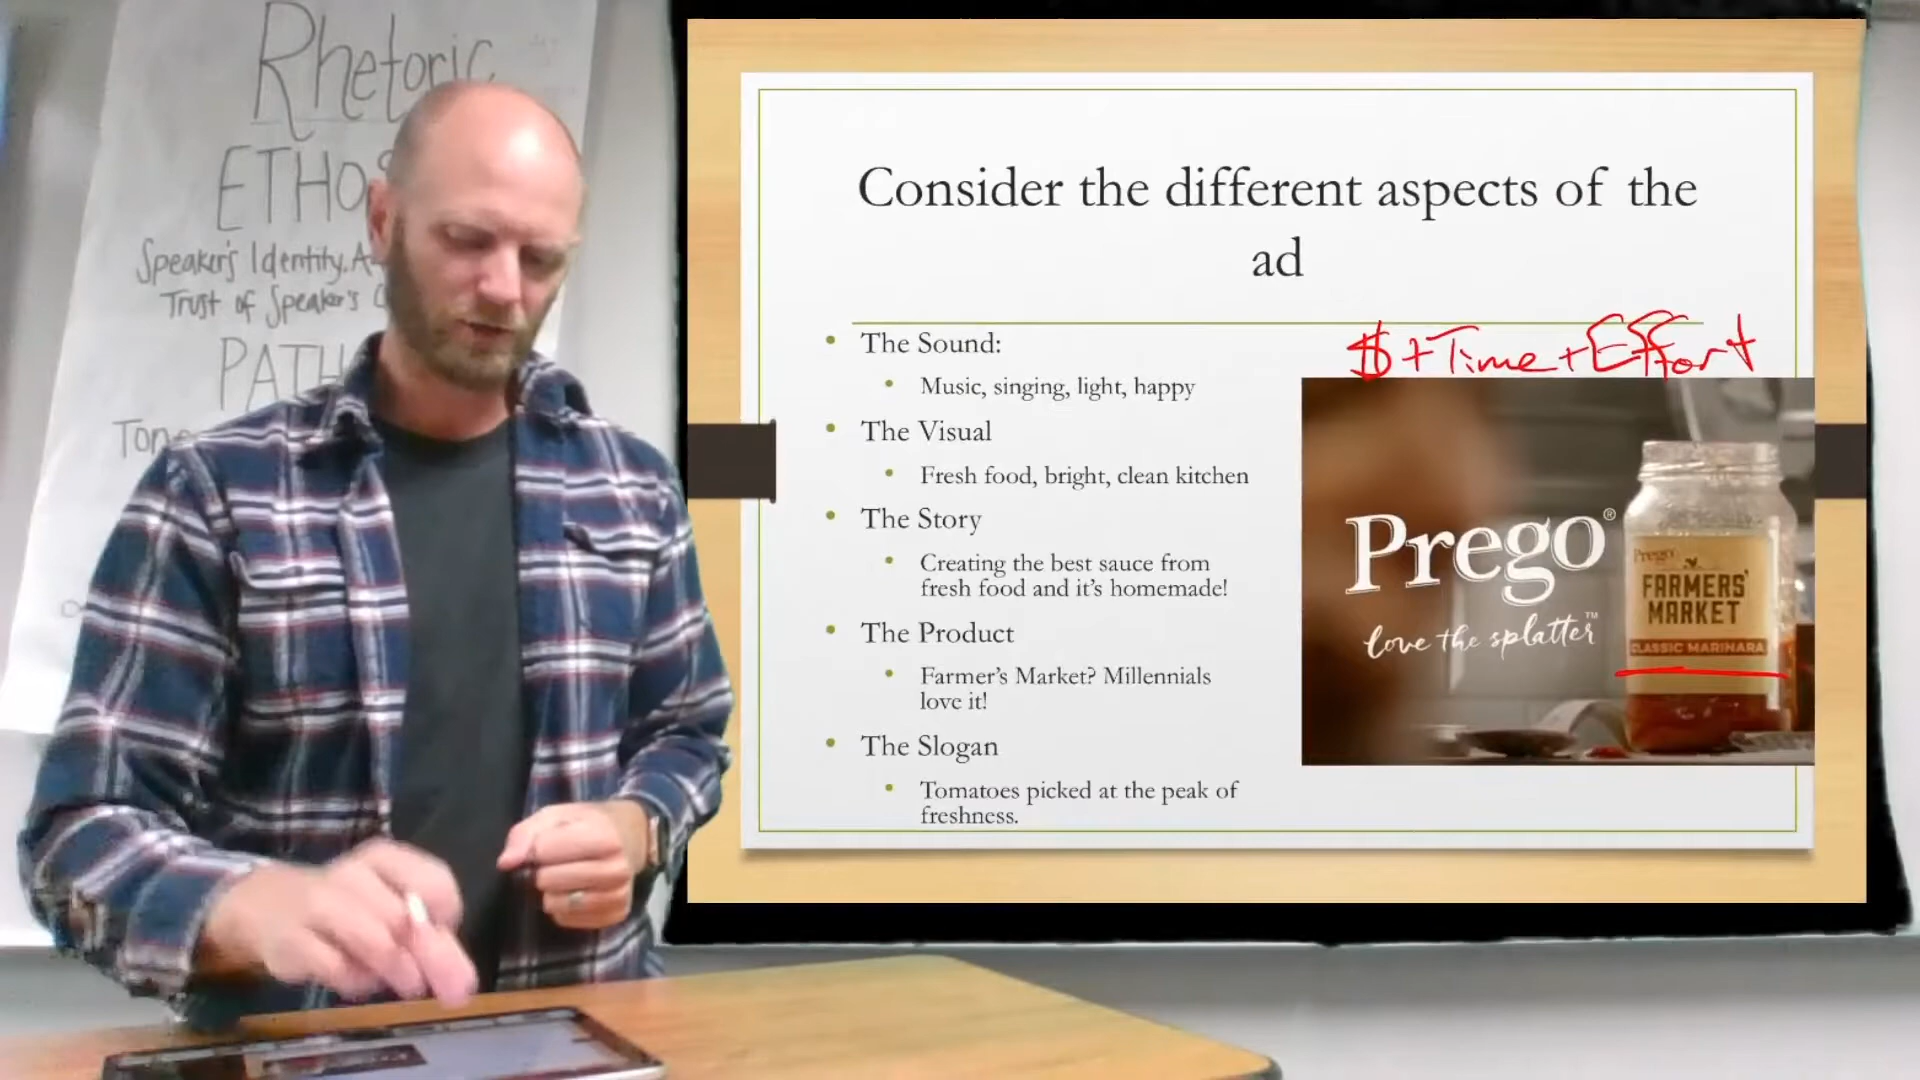 Rhetoric
ETHOS
Speaker's Identity. A
Trust of Speaker's
PATH
Tone
Consider the different aspects of the
ad
$ + Time + Effort
• The Sound:
• Music, singing, light, happy
• The Visual
• Fresh food, bright, clean kitchen
• The Story
• Creating the best sauce from
fresh food and it's homemade!
• The Product
• Farmer's Market? Millennials
love it!
• The Slogan
• Tomatoes picked at the peak of
freshness.
Prego®
love the splatter™
Prego
FARMERS'
MARKET
CLASSIC MARINARA